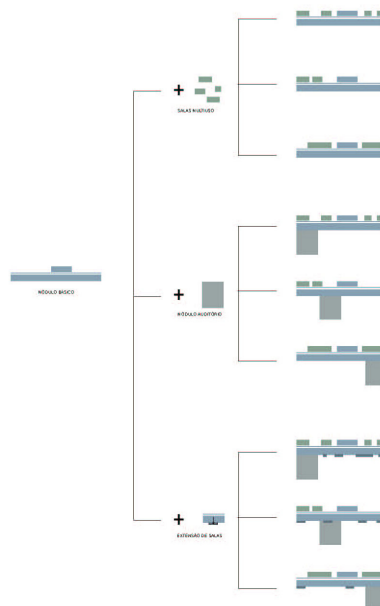 +
SALAS MULTIUSO
MÓDULO BÁSICO
+
MÓDULO AUDITÓRIO
+
EXTENSÃO DE SALAS